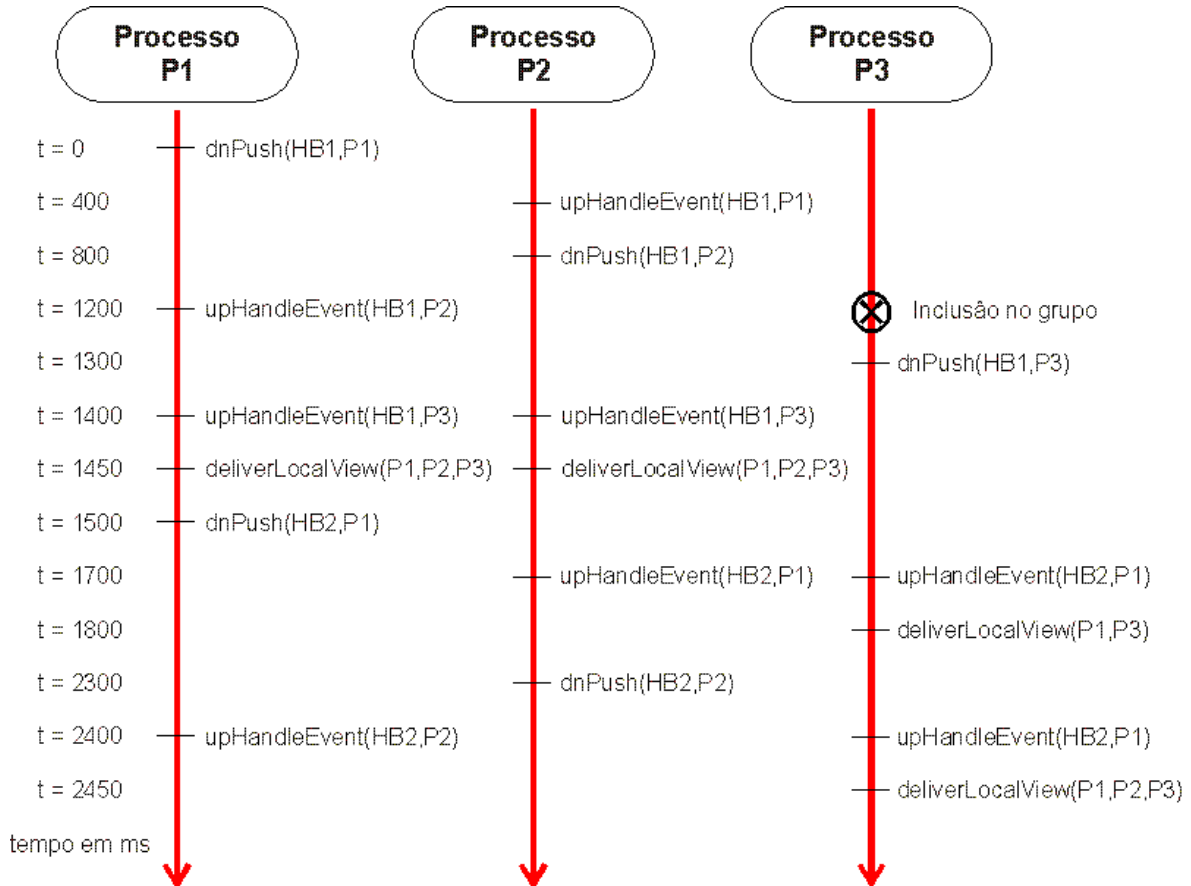 Processo
P1
Processo
P2
Processo
P3
t = 0
dnPush(HB1,P1)
t = 400
upHandleEvent(HB1,P1)
t = 800
dnPush(HB1,P2)
t = 1200
upHandleEvent(HB1,P2)
Inclusão no grupo
t = 1300
dnPush(HB1,P3)
t = 1400
upHandleEvent(HB1,P3)
upHandleEvent(HB1,P3)
t = 1450
deliverLocalView(P1,P2,P3)
deliverLocalView(P1,P2,P3)
t = 1500
dnPush(HB2,P1)
t = 1700
upHandleEvent(HB2,P1)
upHandleEvent(HB2,P1)
t = 1800
deliverLocalView(P1,P3)
t = 2300
dnPush(HB2,P2)
t = 2400
upHandleEvent(HB2,P2)
upHandleEvent(HB2,P1)
t = 2450
deliverLocalView(P1,P2,P3)
tempo em ms